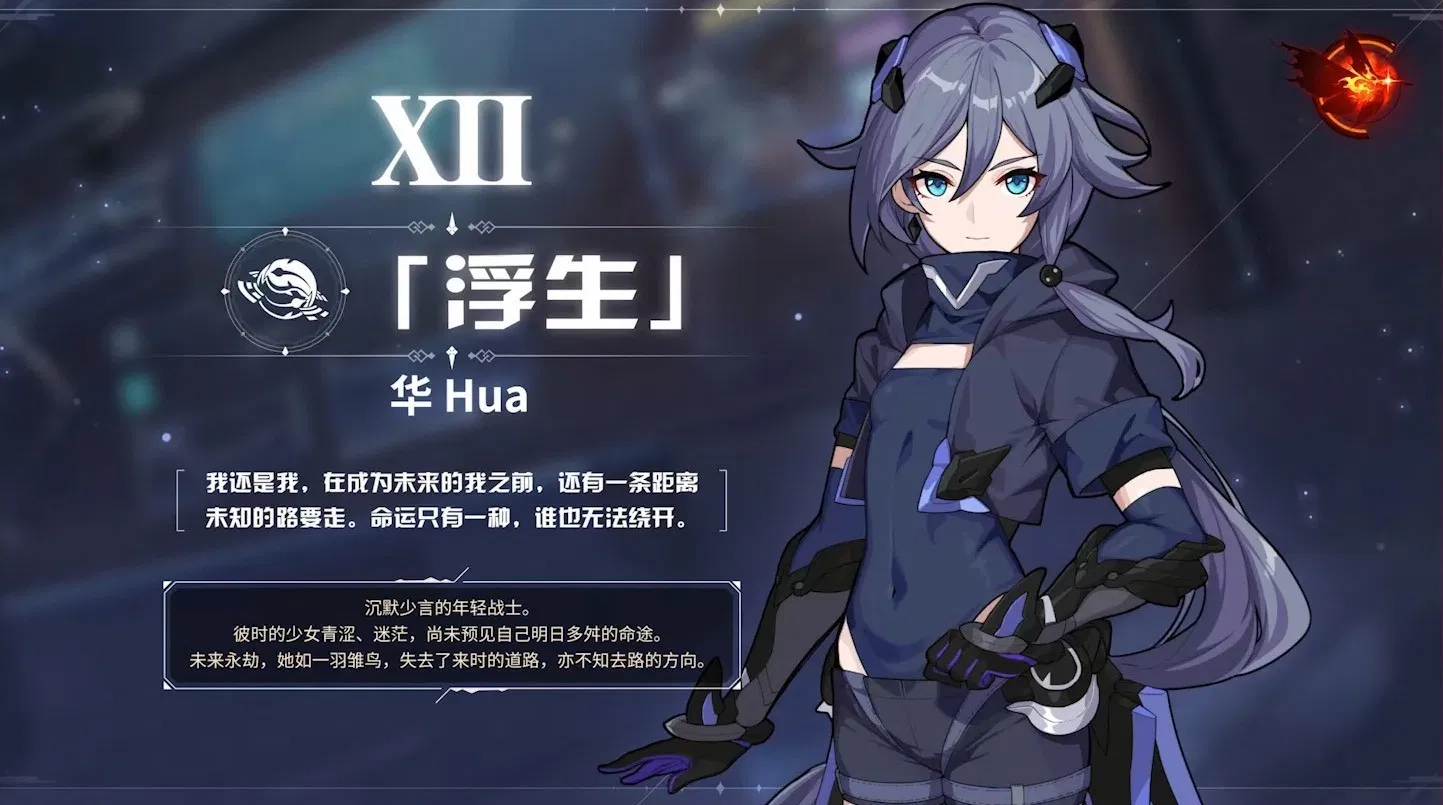 XII
「浮生」
华 Hua
我还是我，在成为未来的我之前，还有一条距离
未知的路要走。命运只有一种，谁也无法绕开。
沉默少言的年轻战士。
彼时的少女青涩、迷茫，尚未预见自己明日多舛的命途。
未来永劫，她如一羽雏鸟，失去了来时的道路，亦不知去路的方向。